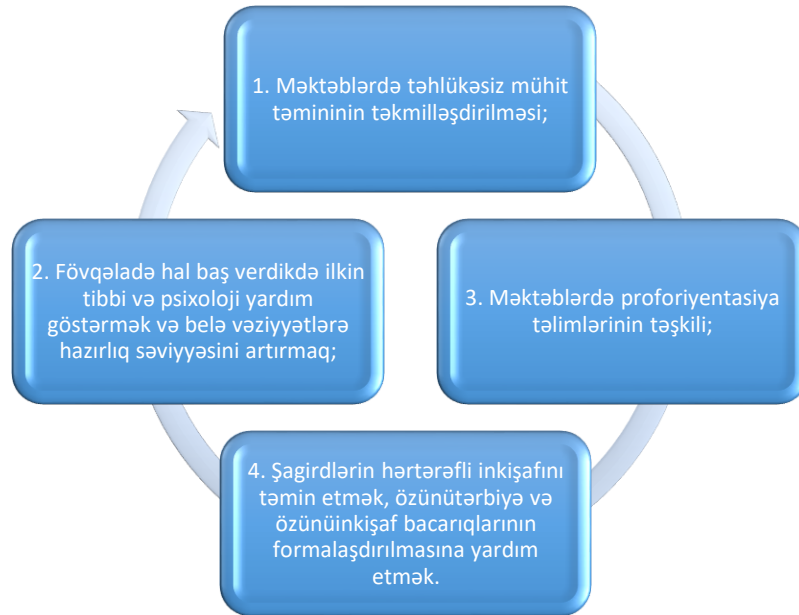 1. Məktəblərdə təhlükəsiz mühit
təmininin təkmilləşdirilməsi;
2. Fövqəladə hal baş verdikdə ilkin
tibbi və psixoloji yardım
göstərmək və belə vəziyyətlərə
hazırlıq səviyyəsini artırmaq;
3. Məktəblərdə proforiyentasiya
təlimlərinin təşkili;
4. Şagirdlərin hərtərəfli inkişafını
təmin etmək, özünütərbiyə və
özünüinkişaf bacarıqlarının
formalaşdırılmasına yardım
etmək.